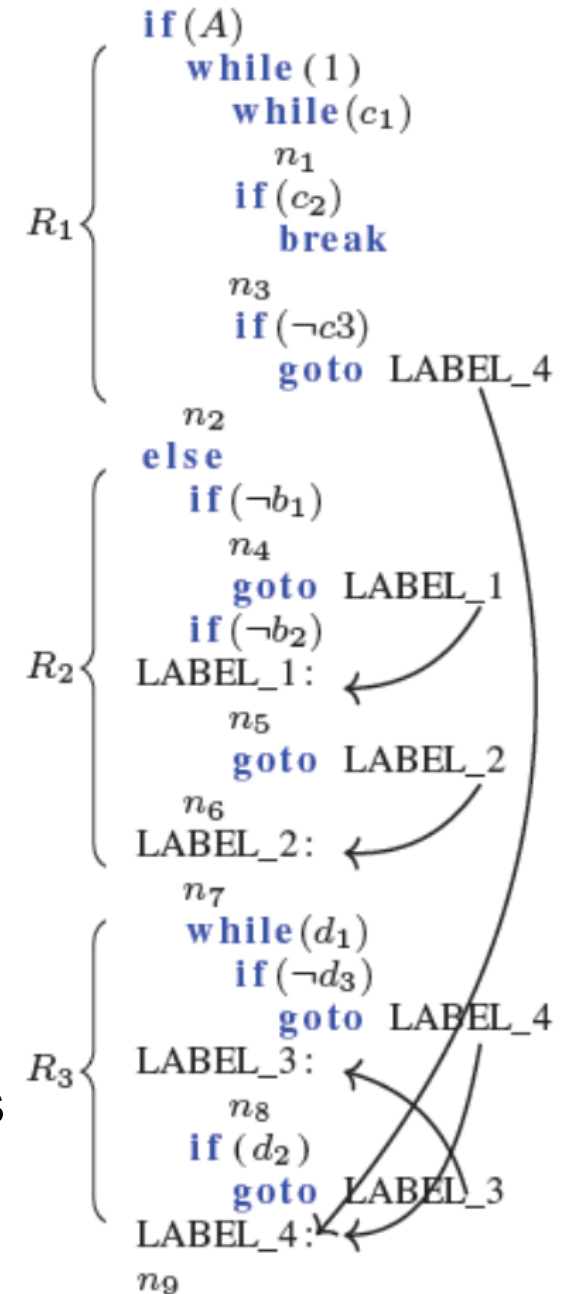 if(A)
while(1)
while(c₁)
n₁
if(c₂)
break
R₁
n₃
if(¬c3)
goto LABEL_4
n₂
else
if(¬b₁)
n₄
goto LABEL_1
if(¬b₂)
R₂
LABEL_1:
n₅
goto LABEL_2
n₆
LABEL_2:
n₇
while(d₁)
if(¬d₃)
goto LABEL_4
R₃
LABEL_3:
s
n₈
if(d₂)
goto LABEL_3
LABEL_4:
n₉